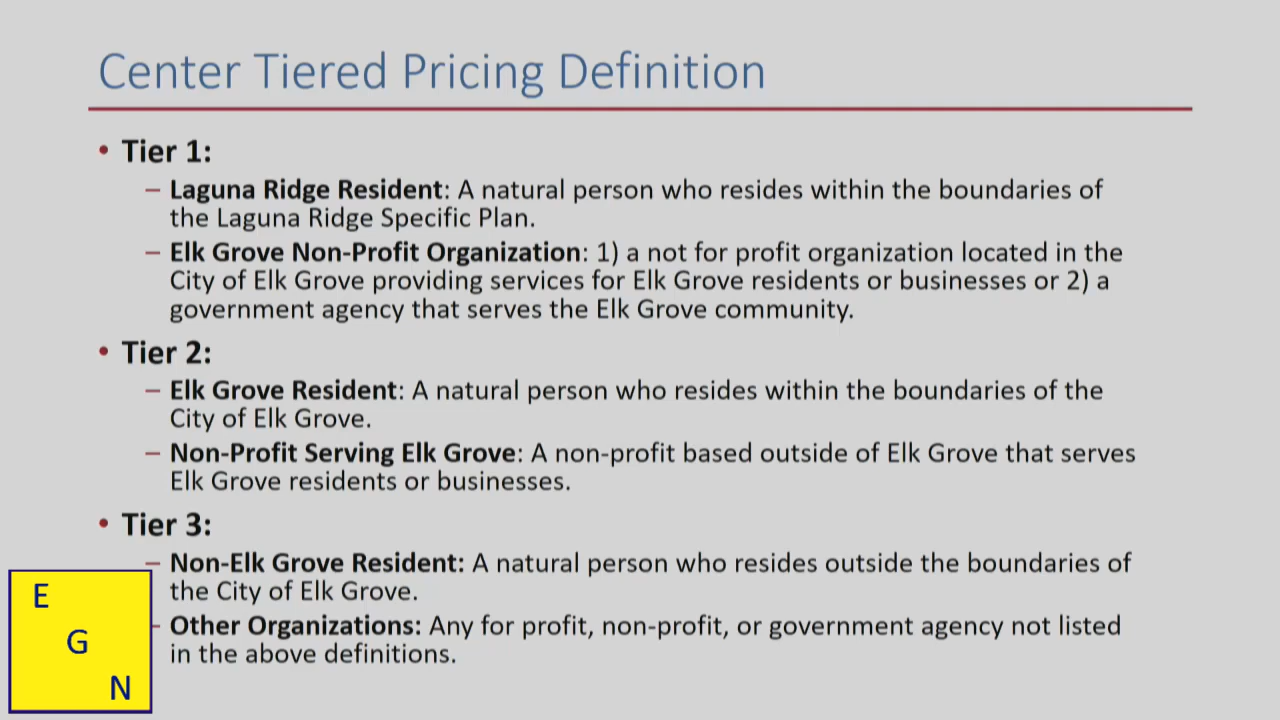 Center Tiered Pricing Definition
• Tier 1:
– Laguna Ridge Resident: A natural person who resides within the boundaries of
the Laguna Ridge Specific Plan.
– Elk Grove Non-Profit Organization: 1) a not for profit organization located in the
City of Elk Grove providing services for Elk Grove residents or businesses or 2) a
government agency that serves the Elk Grove community.
• Tier 2:
– Elk Grove Resident: A natural person who resides within the boundaries of the
City of Elk Grove.
– Non-Profit Serving Elk Grove: A non-profit based outside of Elk Grove that serves
Elk Grove residents or businesses.
• Tier 3:
– Non-Elk Grove Resident: A natural person who resides outside the boundaries of
the City of Elk Grove.
– Other Organizations: Any for profit, non-profit, or government agency not listed
in the above definitions.
E
G
N